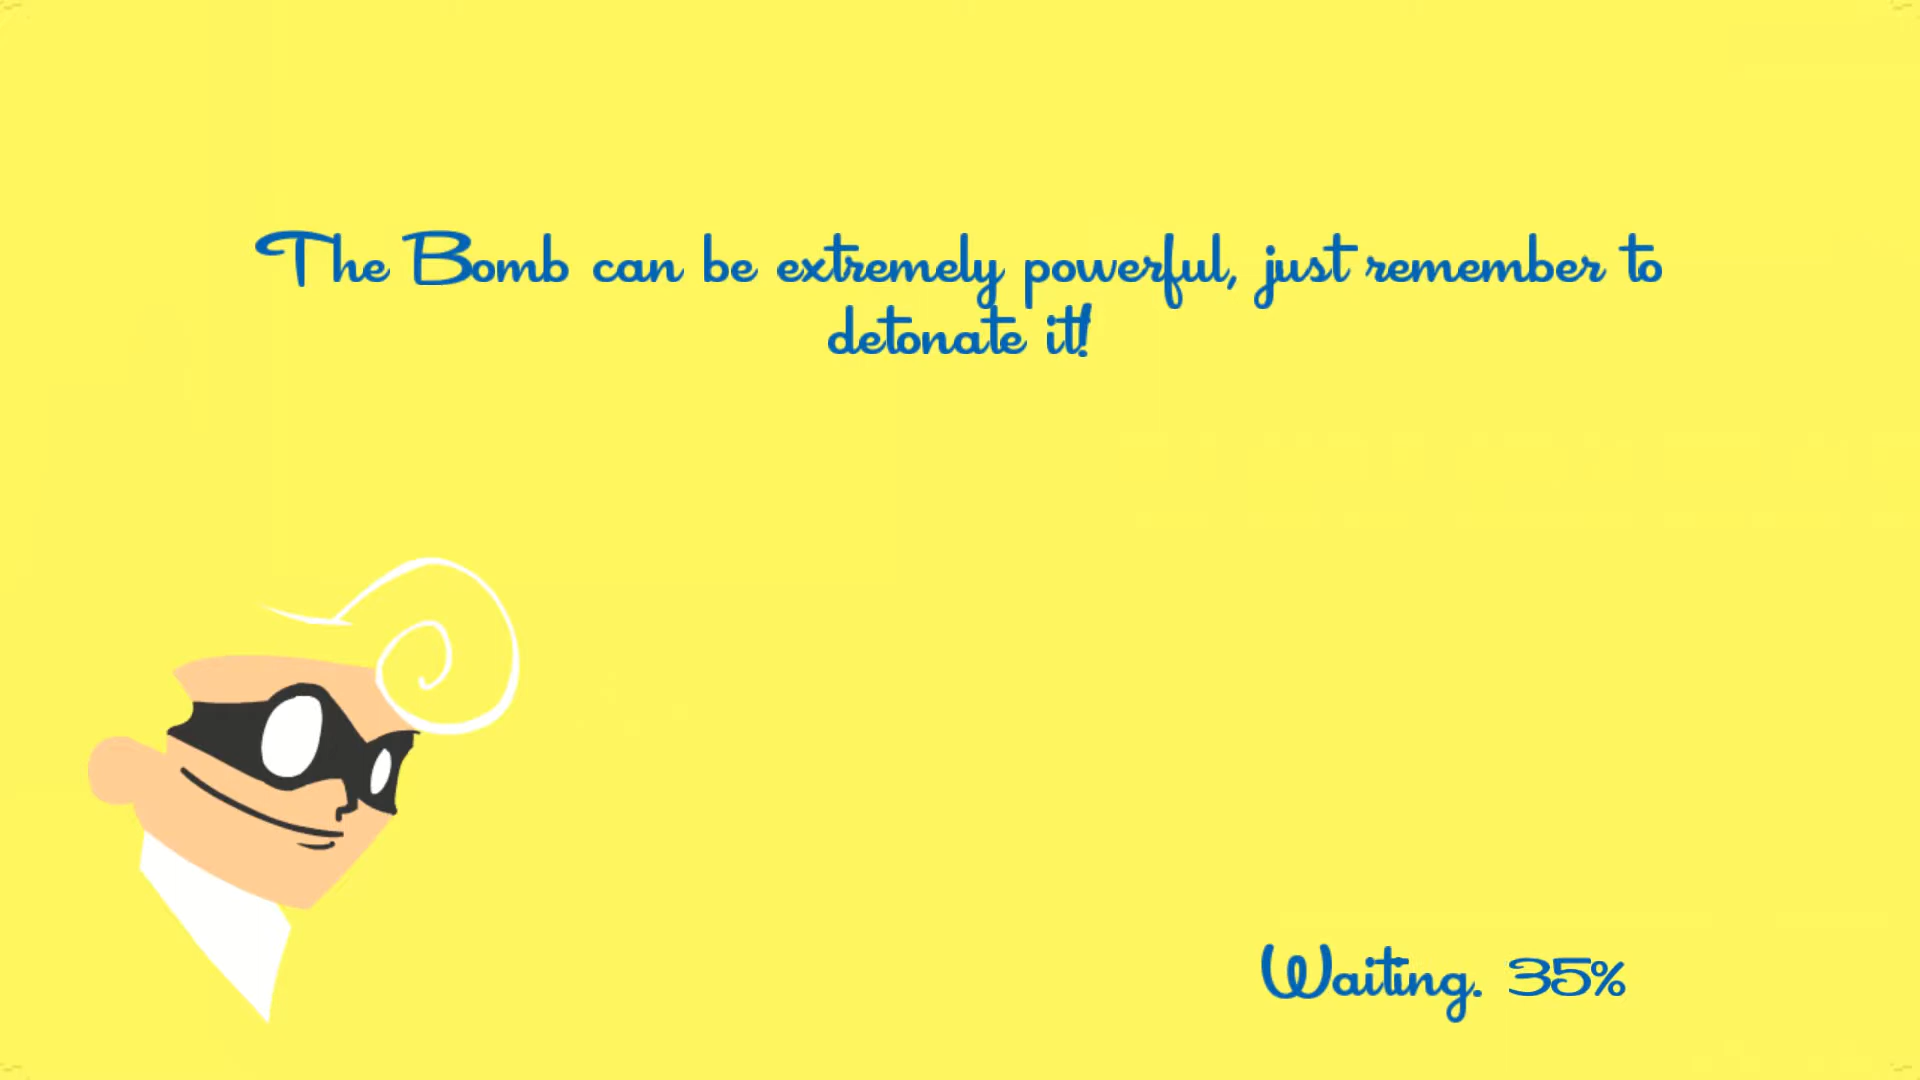 The Bomb can be extremely powerful, just remember to
detonate it!
Waiting. 35%